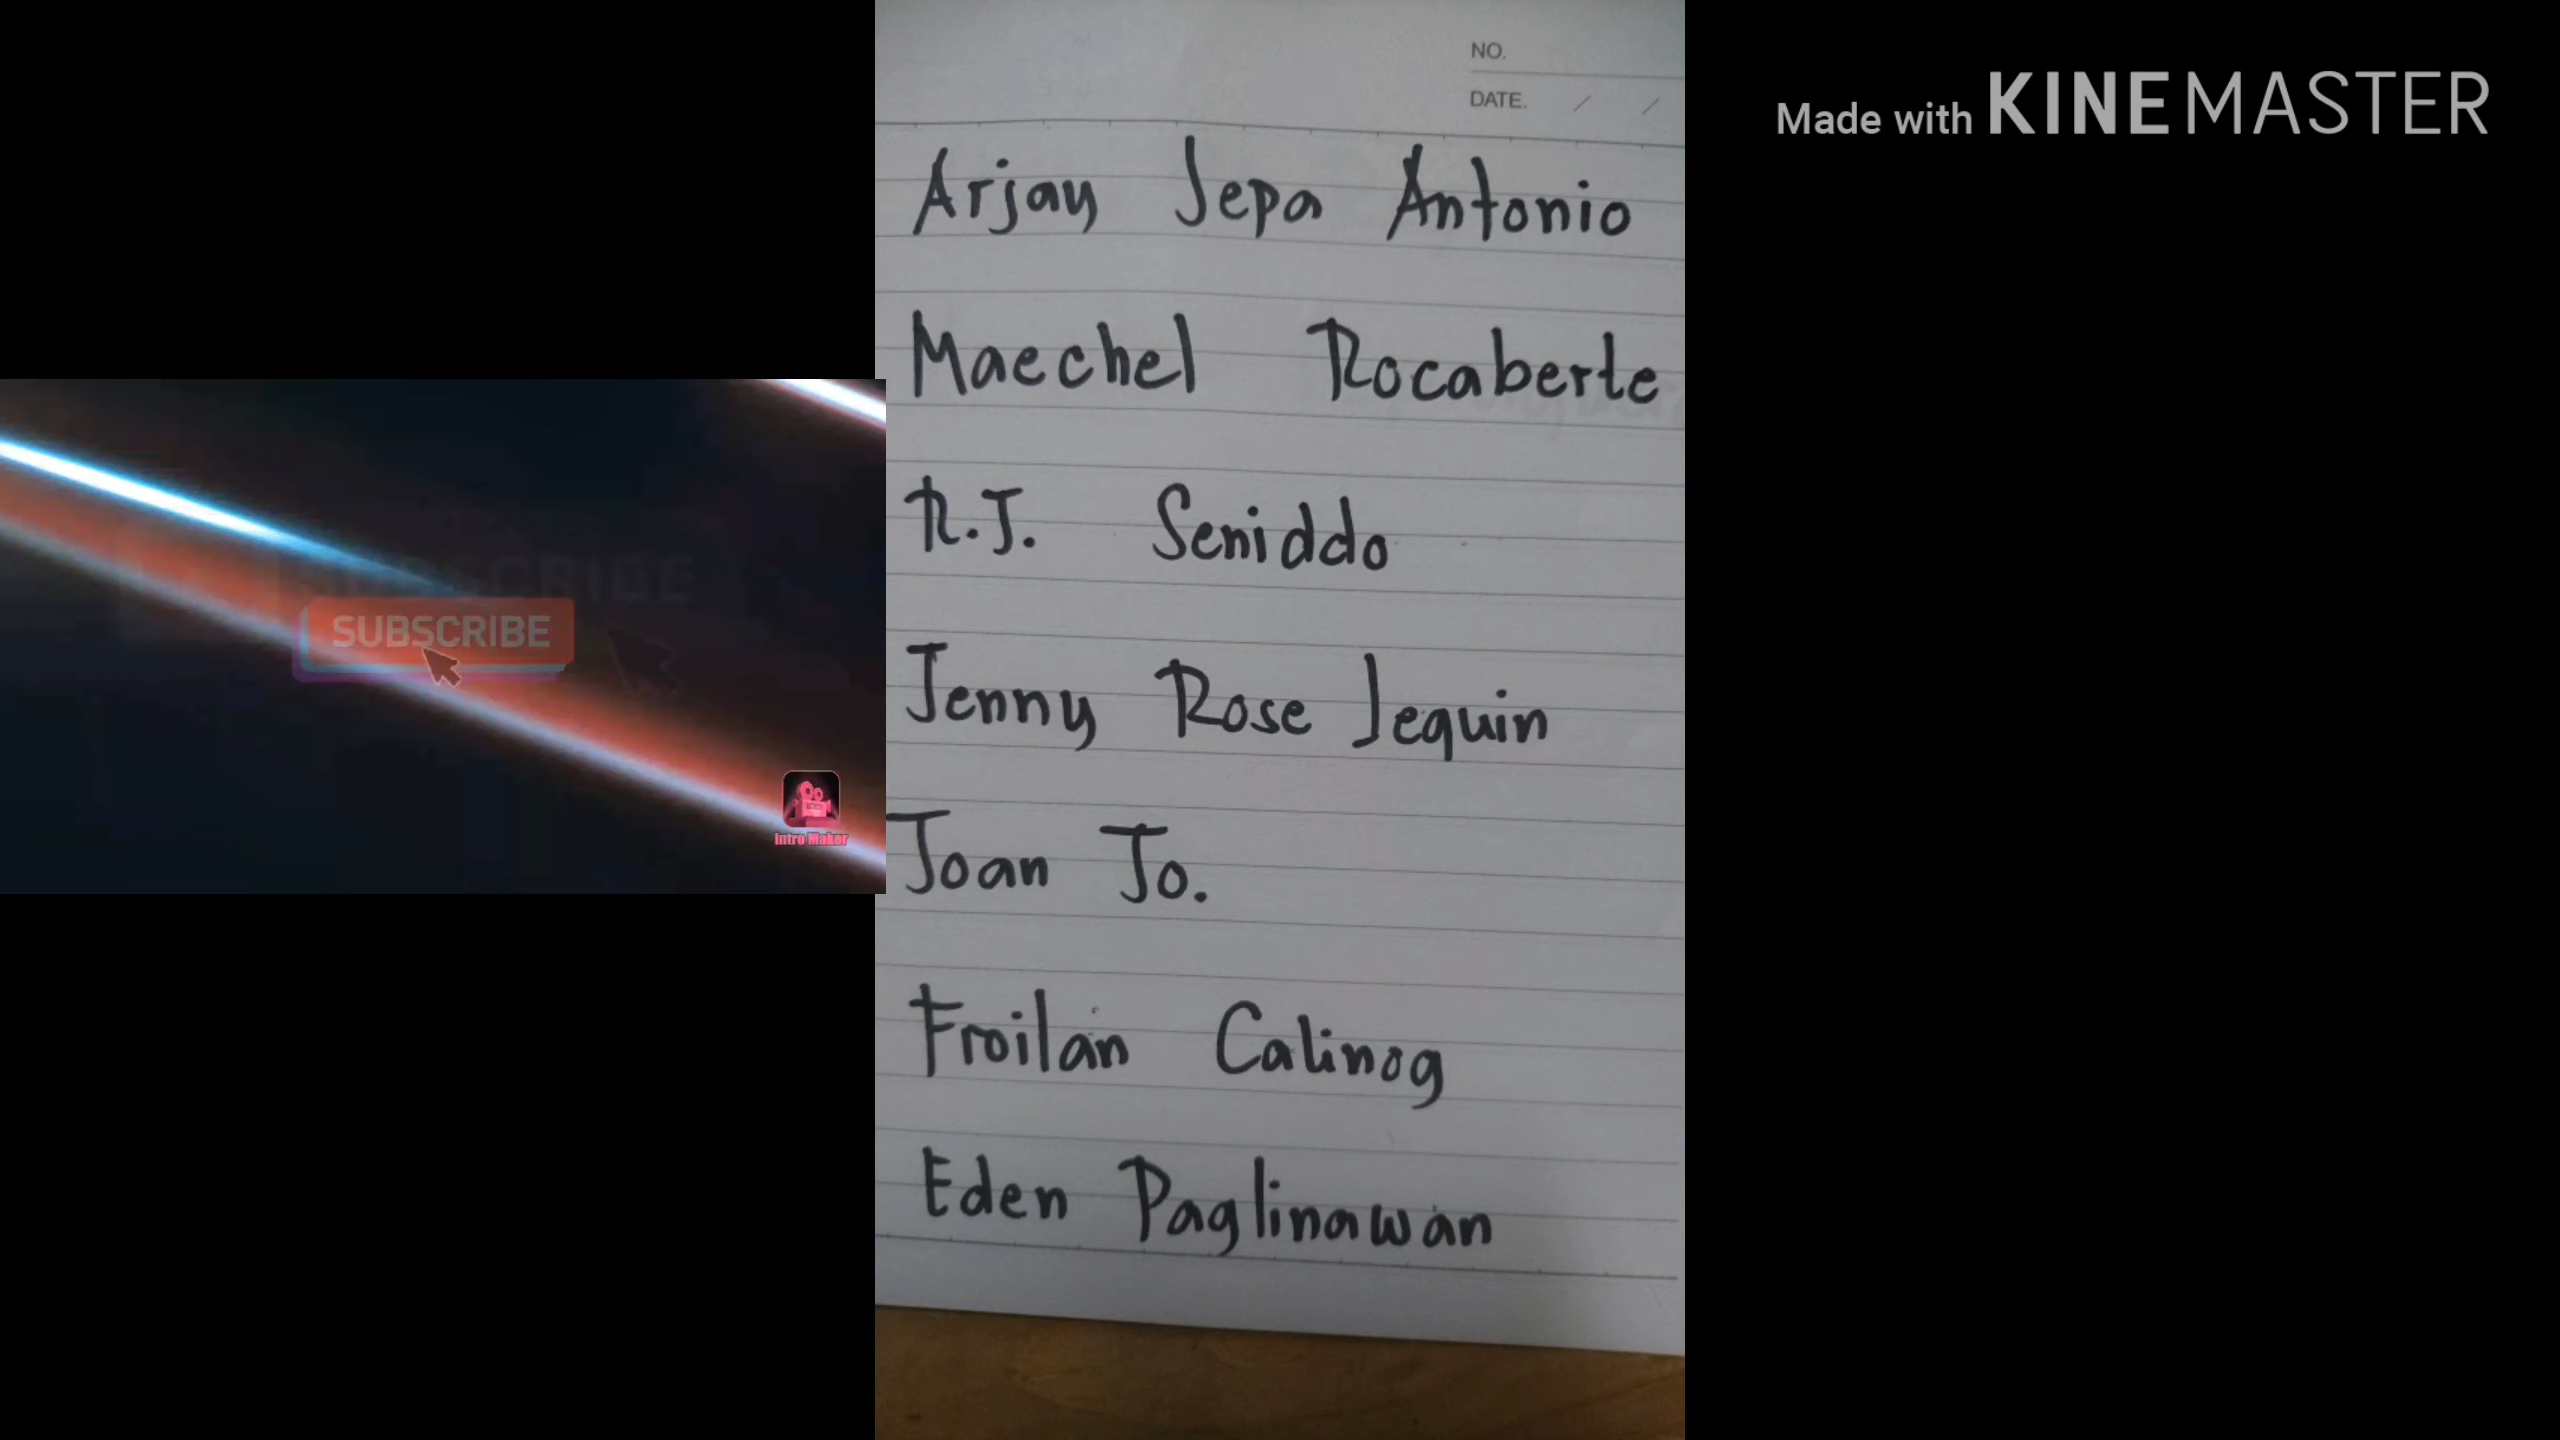 NO.
DATE. / /
Made with KINEMASTER
Arjay Jepa Antonio
Maechel Rocaberte
R.J. Seniddo
SUBSCRIBE
SUBSCRIBE
Jenny Rose Jequin
Intro Maker
Joan Jo.
Froilan Calinog
Eden Paglinawan